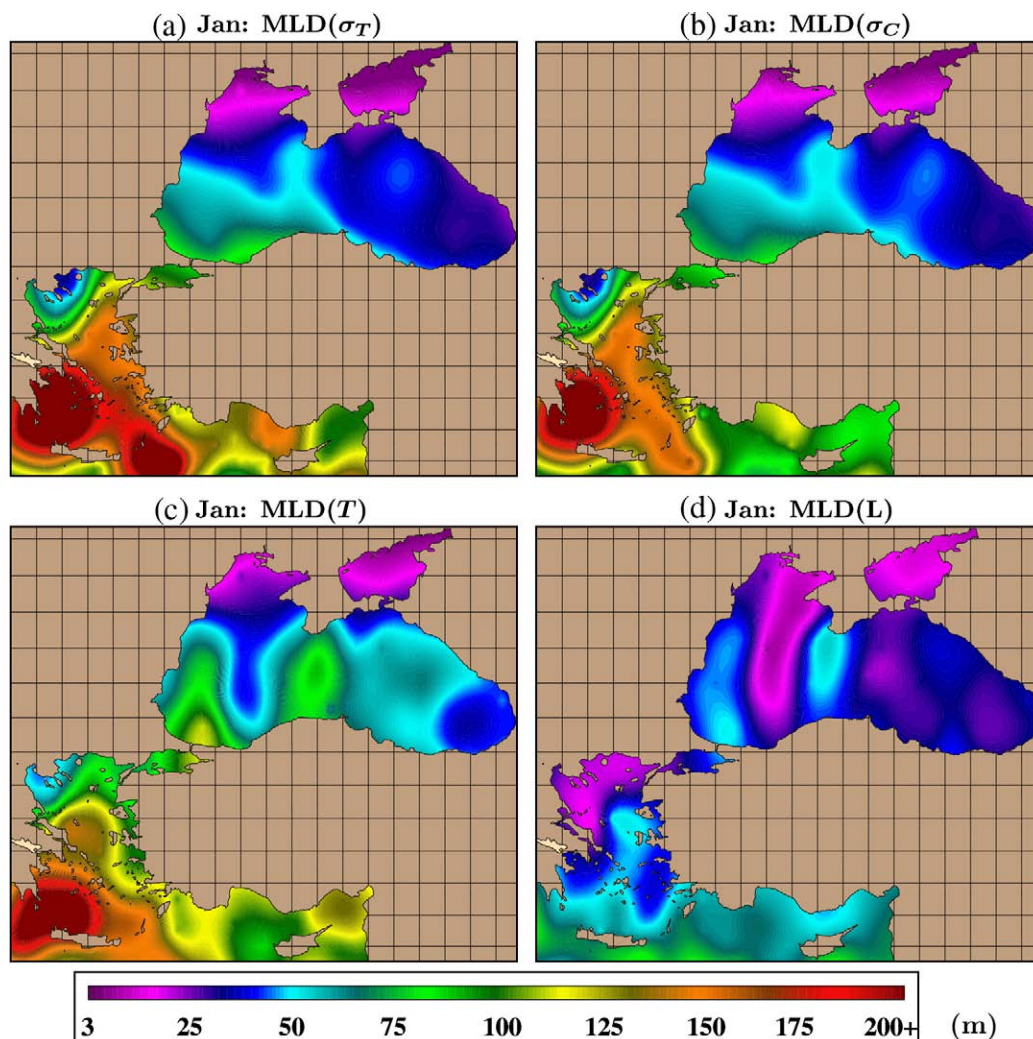 (a) Jan: MLD(σ_T)
(b) Jan: MLD(σ_C)
(c) Jan: MLD(T)
(d) Jan: MLD(L)
3 25 50 75 100 125 150 175 200+ (m)